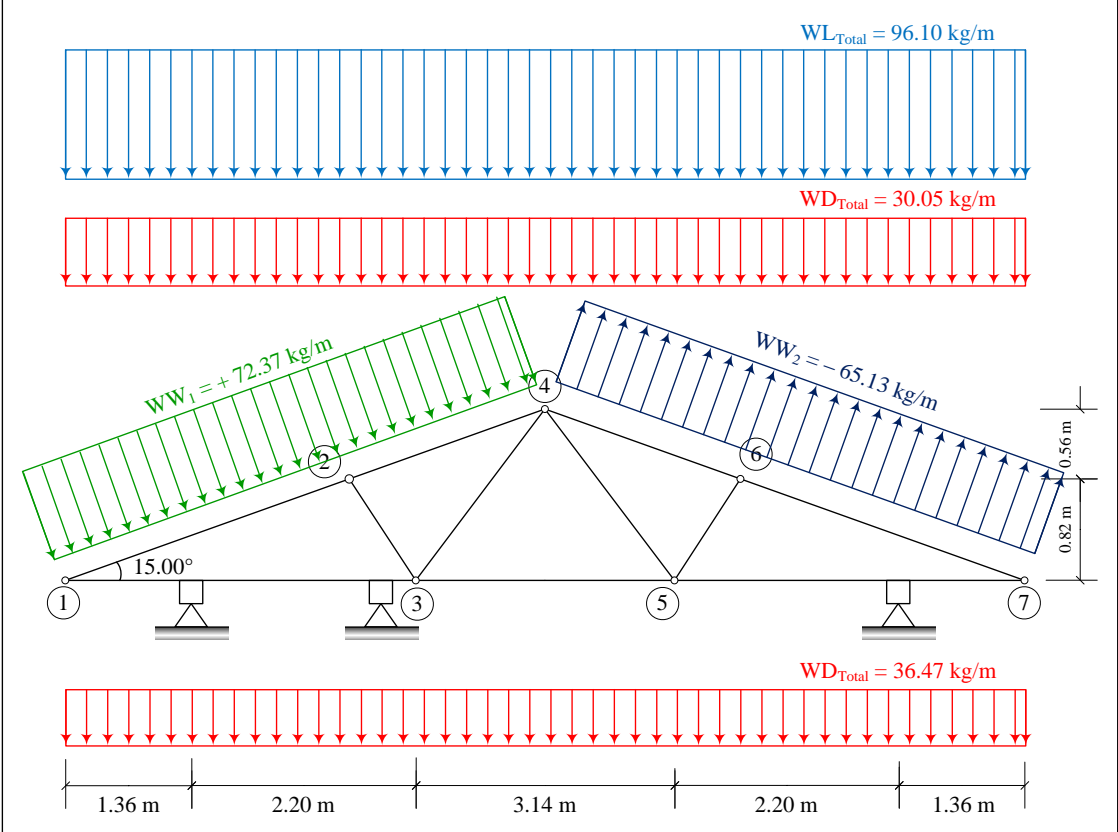 WL_Total = 96.10 kg/m
WD_Total = 30.05 kg/m
WW_1 = + 72.37 kg/m
WW_2 = − 65.13 kg/m
4
2
6
0.56 m
0.82 m
15.00°
1
3
5
7
WD_Total = 36.47 kg/m
1.36 m 2.20 m 3.14 m 2.20 m 1.36 m